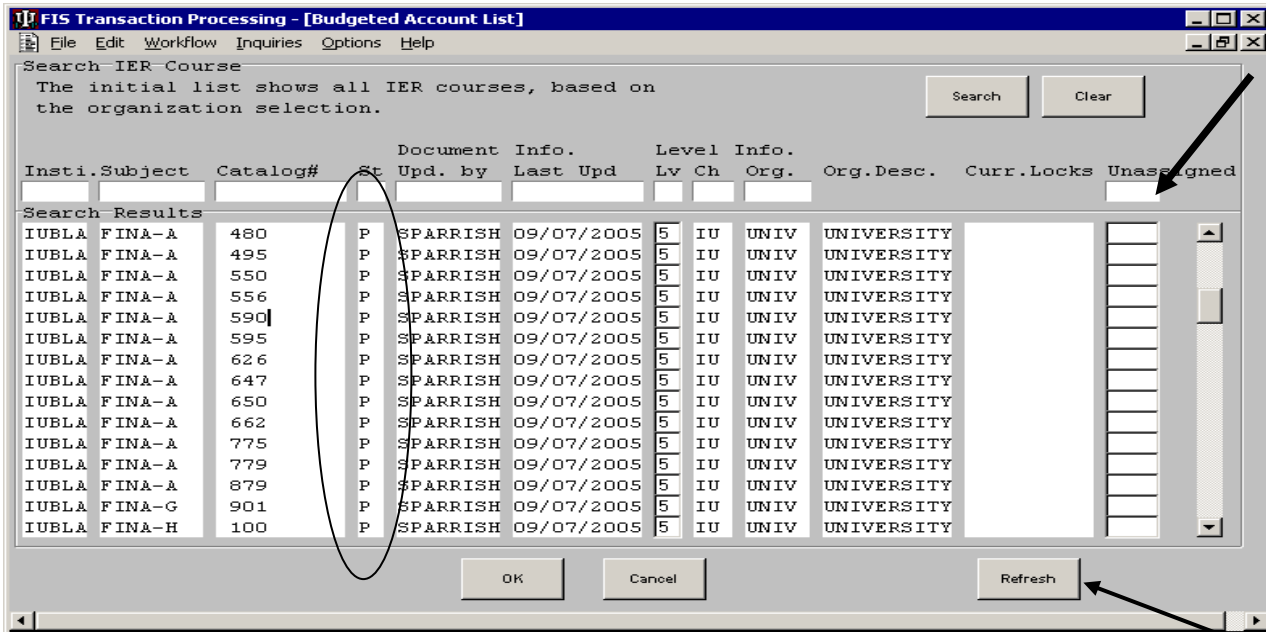 FIS Transaction Processing - [Budgeted Account List]
File Edit Workflow Inquiries Options Help
Search IER Course
The initial list shows all IER courses, based on
the organization selection.
Search Clear
Document Info. Level Info.
Insti. Subject Catalog# St Upd. by Last Upd Lv Ch Org. Org.Desc. Curr.Locks Unassigned
Search Results
IUBLA FINA-A 480 P SPARRISH 09/07/2005 5 IU UNIV UNIVERSITY
IUBLA FINA-A 495 P SPARRISH 09/07/2005 5 IU UNIV UNIVERSITY
IUBLA FINA-A 550 P SPARRISH 09/07/2005 5 IU UNIV UNIVERSITY
IUBLA FINA-A 556 P SPARRISH 09/07/2005 5 IU UNIV UNIVERSITY
IUBLA FINA-A 590 P SPARRISH 09/07/2005 5 IU UNIV UNIVERSITY
IUBLA FINA-A 595 P SPARRISH 09/07/2005 5 IU UNIV UNIVERSITY
IUBLA FINA-A 626 P SPARRISH 09/07/2005 5 IU UNIV UNIVERSITY
IUBLA FINA-A 647 P SPARRISH 09/07/2005 5 IU UNIV UNIVERSITY
IUBLA FINA-A 650 P SPARRISH 09/07/2005 5 IU UNIV UNIVERSITY
IUBLA FINA-A 662 P SPARRISH 09/07/2005 5 IU UNIV UNIVERSITY
IUBLA FINA-A 775 P SPARRISH 09/07/2005 5 IU UNIV UNIVERSITY
IUBLA FINA-A 779 P SPARRISH 09/07/2005 5 IU UNIV UNIVERSITY
IUBLA FINA-A 879 P SPARRISH 09/07/2005 5 IU UNIV UNIVERSITY
IUBLA FINA-G 901 P SPARRISH 09/07/2005 5 IU UNIV UNIVERSITY
IUBLA FINA-H 100 P SPARRISH 09/07/2005 5 IU UNIV UNIVERSITY
OK Cancel Refresh